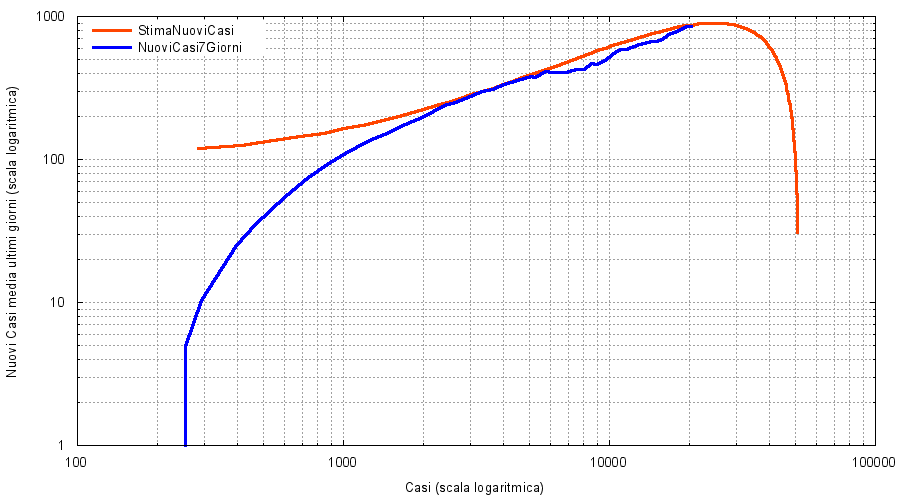 1000
StimaNuoviCasi
NuoviCasi7Giorni
100
10
1
Nuovi Casi media ultimi giorni (scala logaritmica)
100
1000
10000
100000
Casi (scala logaritmica)